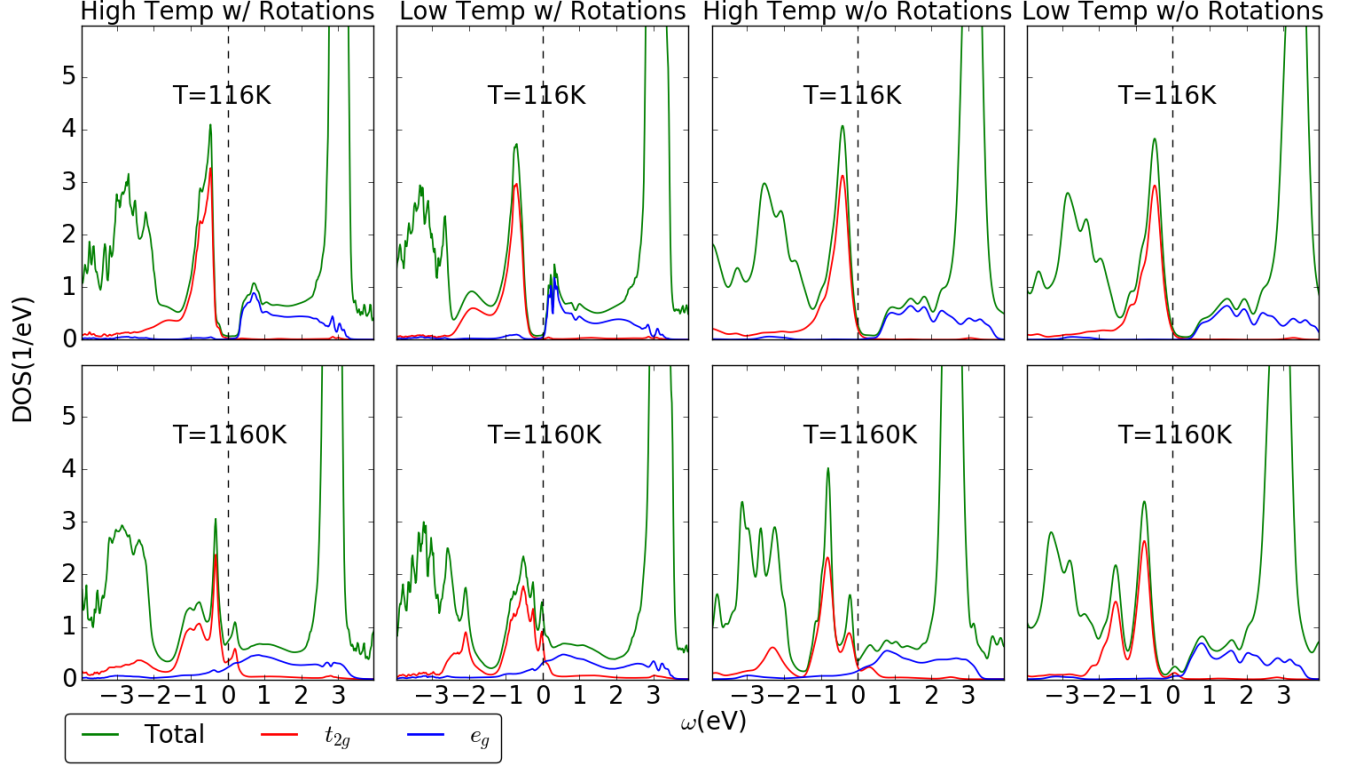 High Temp w/ Rotations
Low Temp w/ Rotations
High Temp w/o Rotations
Low Temp w/o Rotations
T=116K
T=116K
T=116K
T=116K
5
4
3
2
1
0
DOS(1/eV)
T=1160K
T=1160K
T=1160K
T=1160K
5
4
3
2
1
0
−3 −2 −1 0 1 2 3
−3 −2 −1 0 1 2 3
−3 −2 −1 0 1 2 3
−3 −2 −1 0 1 2 3
ω(eV)
Total t2g eg